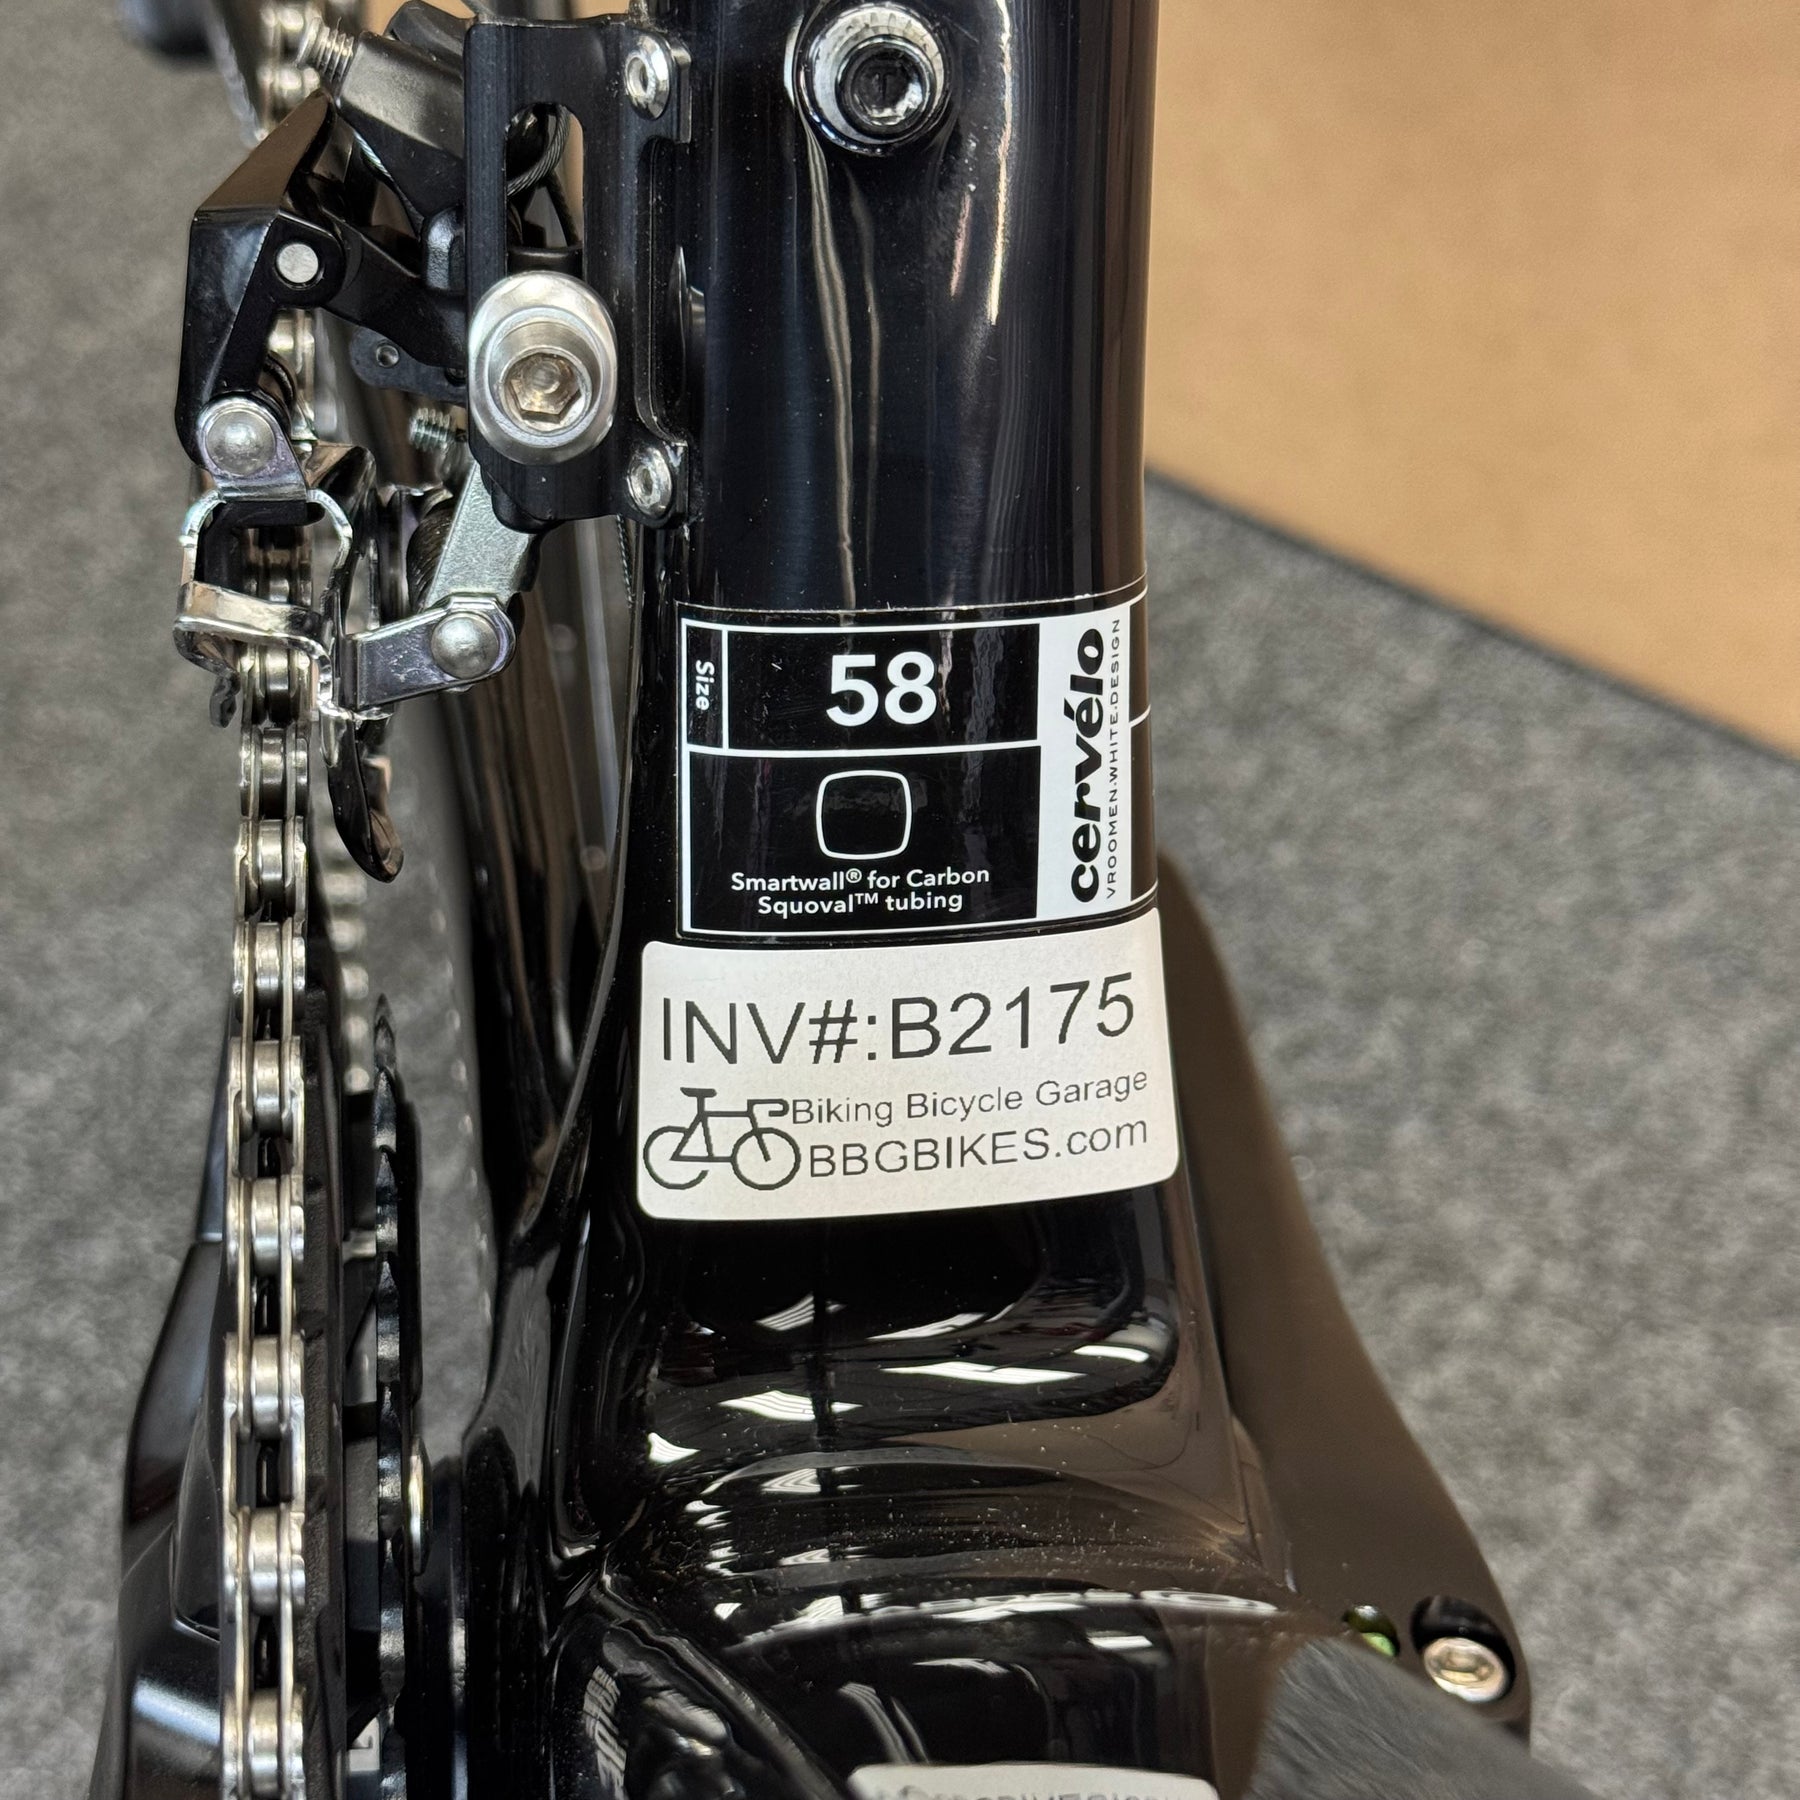 Size
58
Smartwall® for Carbon
Squoval™ tubing
cervélo
VROOMEN.WHITE.DESIGN
INV#:B2175
Biking Bicycle Garage
BBGBIKES.com